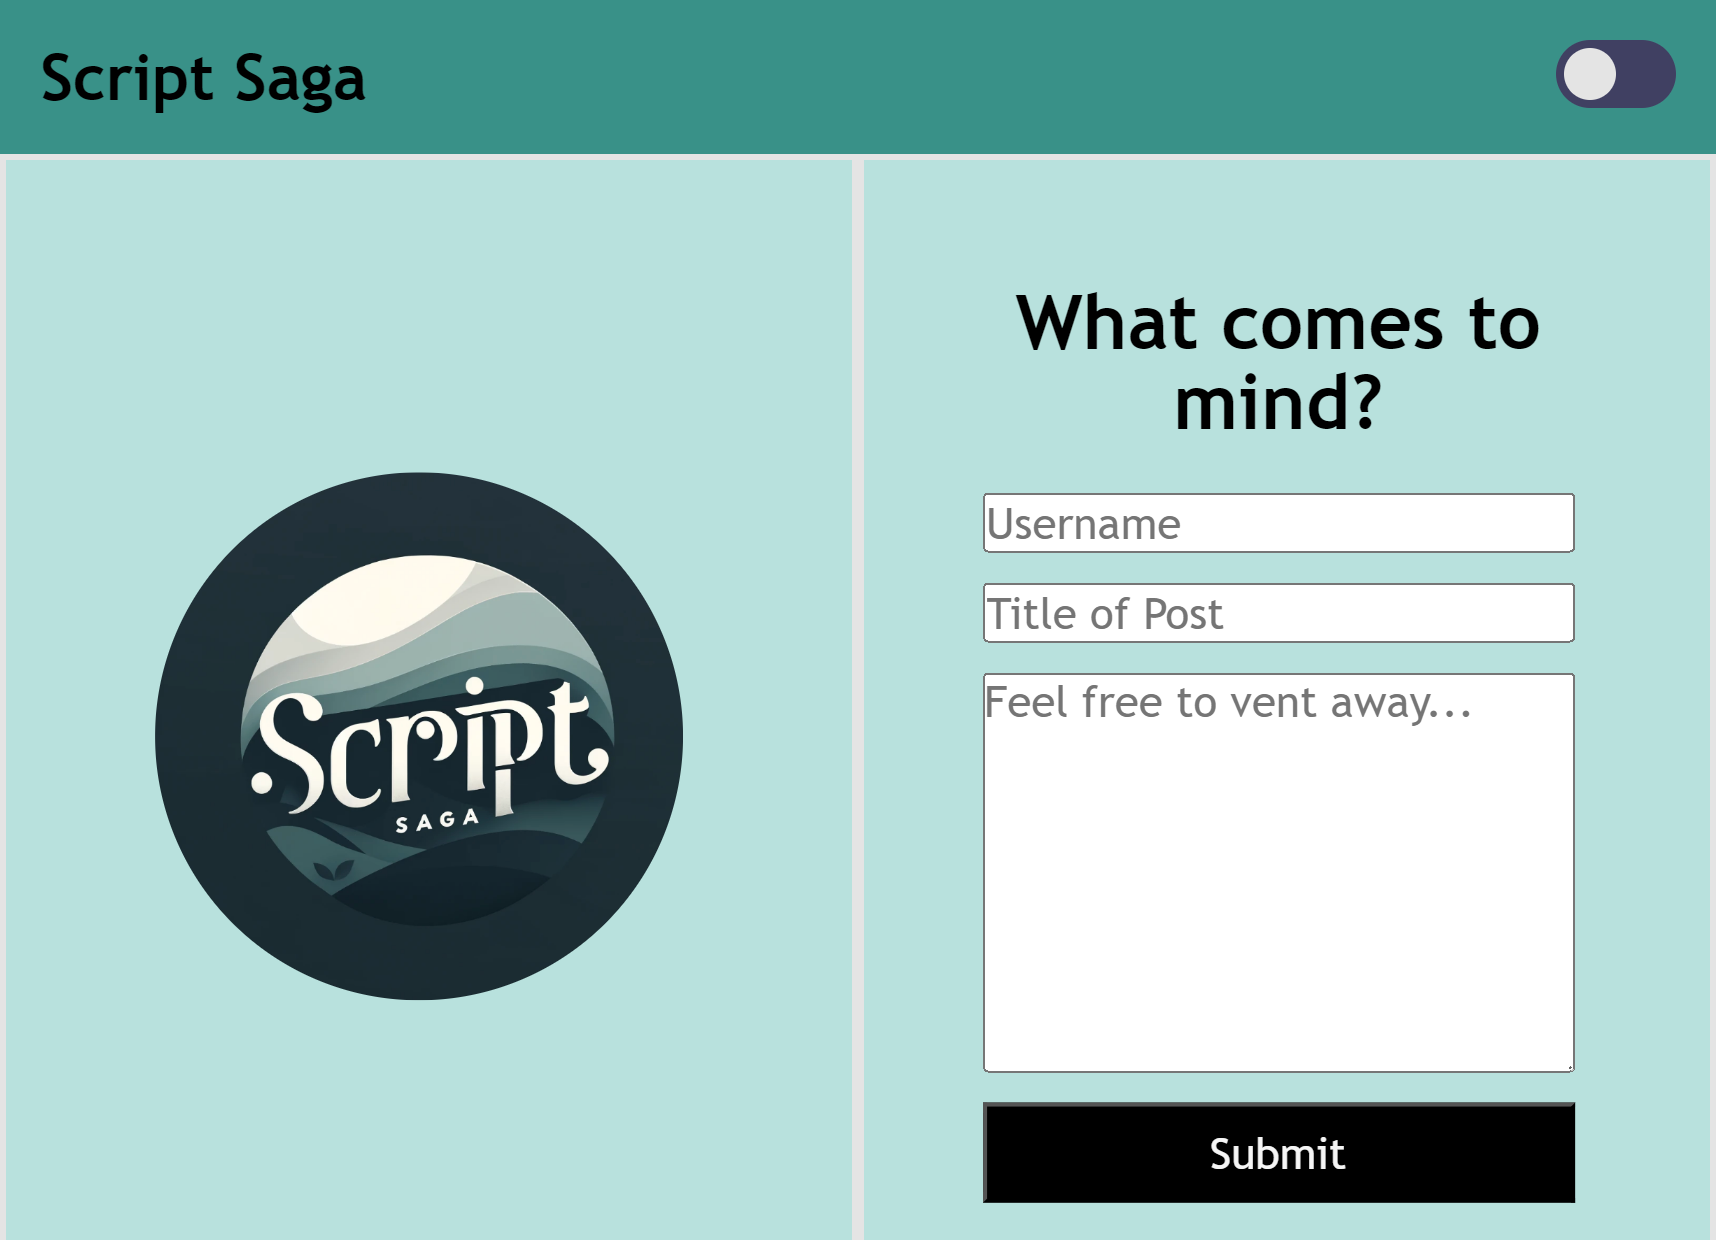 Script Saga
Script
SAGA
What comes to
mind?
Username
Title of Post
Feel free to vent away...
Submit